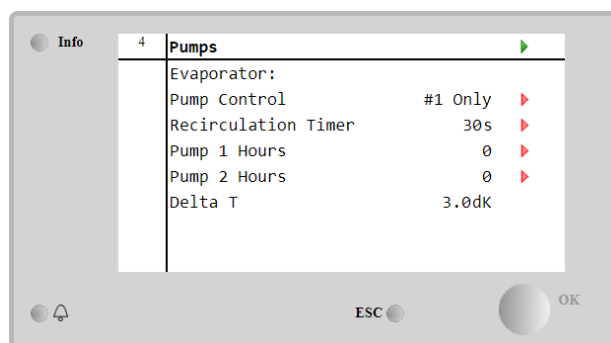 Info
4 Pumps
Evaporator:
Pump Control #1 Only
Recirculation Timer 30s
Pump 1 Hours 0
Pump 2 Hours 0
Delta T 3.0dK
ESC
OK